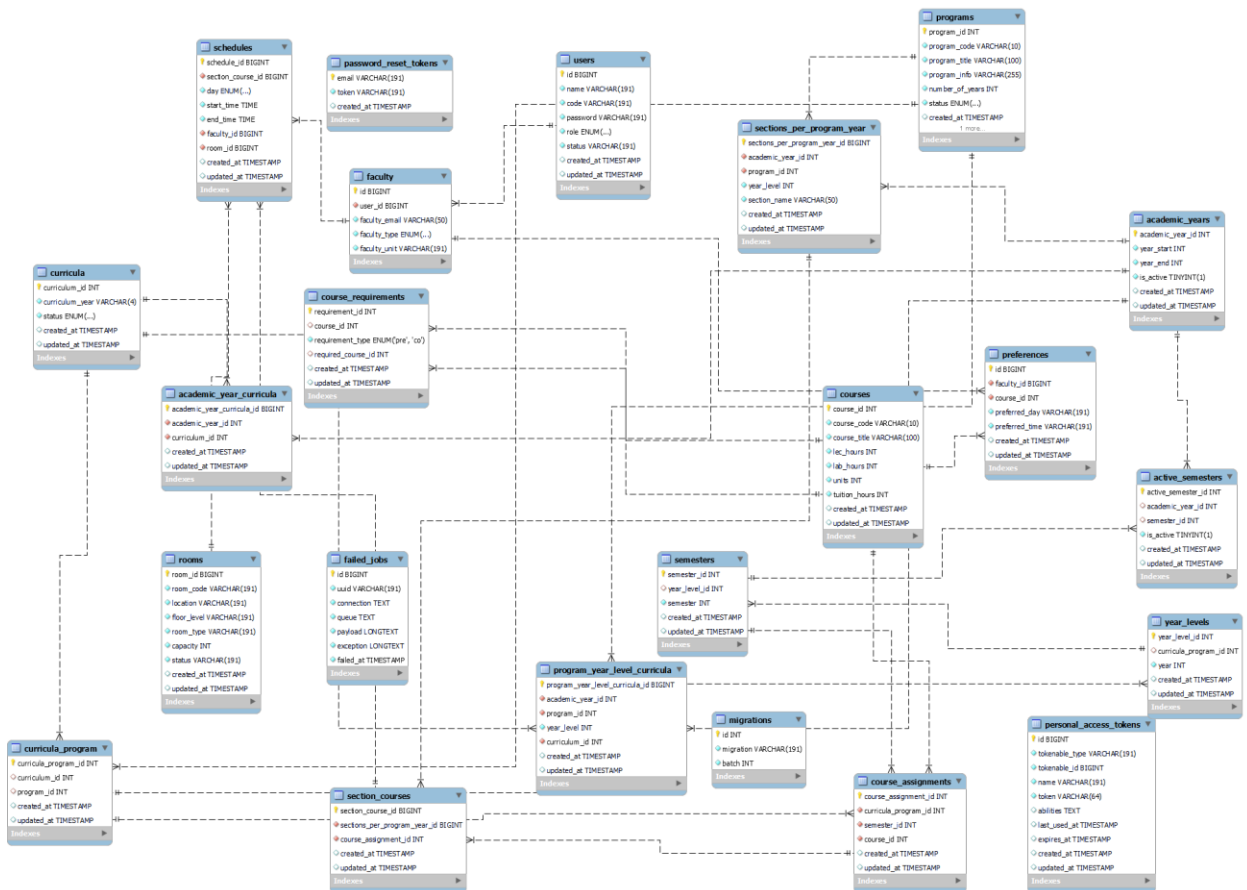 programs
program_id INT
program_code VARCHAR(10)
program_title VARCHAR(100)
program_info VARCHAR(255)
number_of_years INT
status ENUM(...)
created_at TIMESTAMP
1 more...
Indexes
schedules
schedule_id BIGINT
section_course_id BIGINT
day ENUM(...)
start_time TIME
end_time TIME
faculty_id BIGINT
room_id BIGINT
created_at TIMESTAMP
updated_at TIMESTAMP
Indexes
password_reset_tokens
email VARCHAR(191)
token VARCHAR(191)
created_at TIMESTAMP
Indexes
users
id BIGINT
name VARCHAR(191)
code VARCHAR(191)
password VARCHAR(191)
role ENUM(...)
status VARCHAR(191)
created_at TIMESTAMP
updated_at TIMESTAMP
Indexes
sections_per_program_year
sections_per_program_year_id BIGINT
academic_year_id INT
program_id INT
year_level INT
section_name VARCHAR(50)
created_at TIMESTAMP
updated_at TIMESTAMP
Indexes
faculty
id BIGINT
user_id BIGINT
faculty_email VARCHAR(50)
faculty_type ENUM(...)
faculty_unit VARCHAR(191)
Indexes
academic_years
academic_year_id INT
year_start INT
year_end INT
is_active TINYINT(1)
created_at TIMESTAMP
updated_at TIMESTAMP
Indexes
curricula
curriculum_id INT
curriculum_year VARCHAR(4)
status ENUM(...)
created_at TIMESTAMP
updated_at TIMESTAMP
Indexes
course_requirements
requirement_id INT
course_id INT
requirement_type ENUM('pre', 'co')
required_course_id INT
created_at TIMESTAMP
updated_at TIMESTAMP
Indexes
preferences
id BIGINT
faculty_id BIGINT
course_id INT
preferred_day VARCHAR(191)
preferred_time VARCHAR(191)
created_at TIMESTAMP
updated_at TIMESTAMP
Indexes
academic_year_curricula
academic_year_curricula_id BIGINT
academic_year_id INT
curriculum_id INT
created_at TIMESTAMP
updated_at TIMESTAMP
Indexes
courses
course_id INT
course_code VARCHAR(10)
course_title VARCHAR(100)
lec_hours INT
lab_hours INT
units INT
tuition_hours INT
created_at TIMESTAMP
updated_at TIMESTAMP
Indexes
active_semesters
active_semester_id INT
academic_year_id INT
semester_id INT
is_active TINYINT(1)
created_at TIMESTAMP
updated_at TIMESTAMP
Indexes
rooms
room_id BIGINT
room_code VARCHAR(191)
location VARCHAR(191)
floor_level VARCHAR(191)
room_type VARCHAR(191)
capacity INT
status VARCHAR(191)
created_at TIMESTAMP
updated_at TIMESTAMP
Indexes
failed_jobs
id BIGINT
uuid VARCHAR(191)
connection TEXT
queue TEXT
payload LONGTEXT
exception LONGTEXT
failed_at TIMESTAMP
Indexes
semesters
semester_id INT
year_level_id INT
semester INT
created_at TIMESTAMP
updated_at TIMESTAMP
Indexes
year_levels
year_level_id INT
curricula_program_id INT
year INT
created_at TIMESTAMP
updated_at TIMESTAMP
Indexes
program_year_level_curricula
program_year_level_curricula_id BIGINT
academic_year_id INT
program_id INT
year_level INT
curriculum_id INT
created_at TIMESTAMP
updated_at TIMESTAMP
Indexes
migrations
id INT
migration VARCHAR(191)
batch INT
Indexes
personal_access_tokens
id BIGINT
tokenable_type VARCHAR(191)
tokenable_id BIGINT
name VARCHAR(191)
token VARCHAR(64)
abilities TEXT
last_used_at TIMESTAMP
expires_at TIMESTAMP
created_at TIMESTAMP
updated_at TIMESTAMP
Indexes
curricula_program
curricula_program_id INT
curriculum_id INT
program_id INT
created_at TIMESTAMP
updated_at TIMESTAMP
Indexes
section_courses
section_course_id BIGINT
sections_per_program_year_id BIGINT
course_assignment_id INT
created_at TIMESTAMP
updated_at TIMESTAMP
Indexes
course_assignments
course_assignment_id INT
curricula_program_id INT
semester_id INT
course_id INT
created_at TIMESTAMP
updated_at TIMESTAMP
Indexes